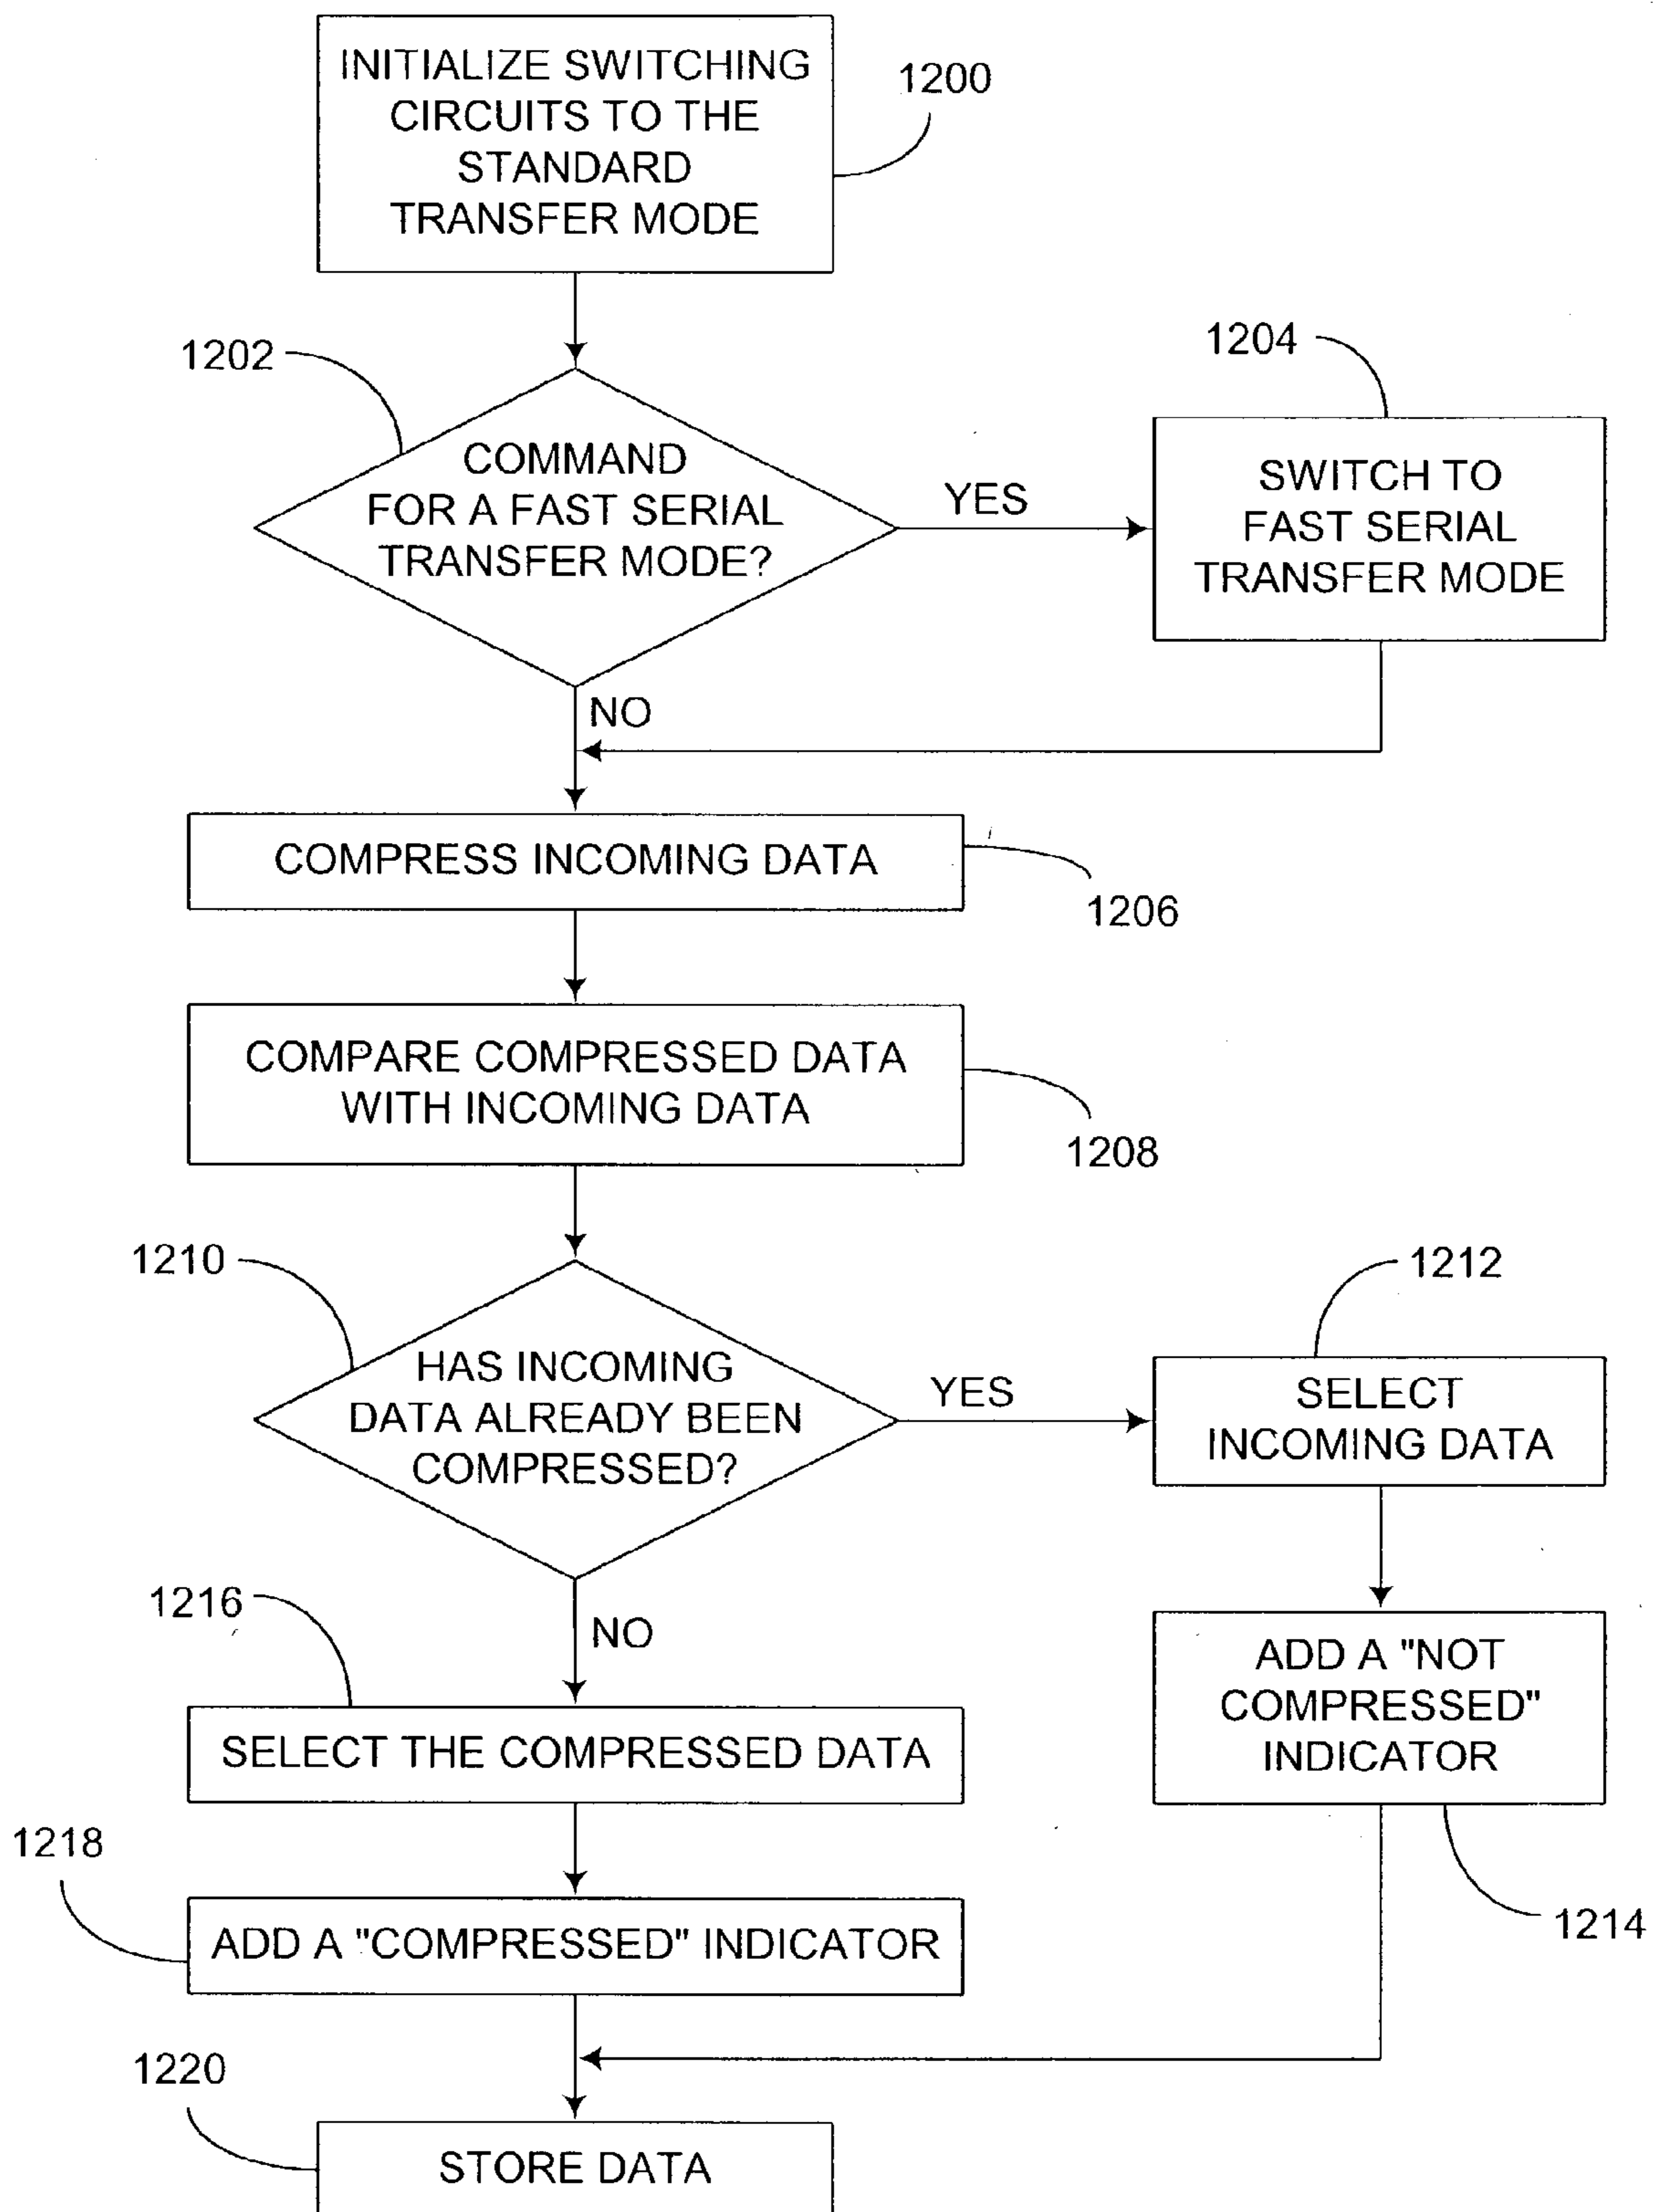 INITIALIZE SWITCHING
CIRCUITS TO THE
STANDARD
TRANSFER MODE
1200
1202
COMMAND
FOR A FAST SERIAL
TRANSFER MODE?
YES
1204
SWITCH TO
FAST SERIAL
TRANSFER MODE
NO
COMPRESS INCOMING DATA
1206
COMPARE COMPRESSED DATA
WITH INCOMING DATA
1208
1210
HAS INCOMING
DATA ALREADY BEEN
COMPRESSED?
YES
1212
SELECT
INCOMING DATA
NO
ADD A "NOT
COMPRESSED"
INDICATOR
1214
1216
SELECT THE COMPRESSED DATA
1218
ADD A "COMPRESSED" INDICATOR
1220
STORE DATA